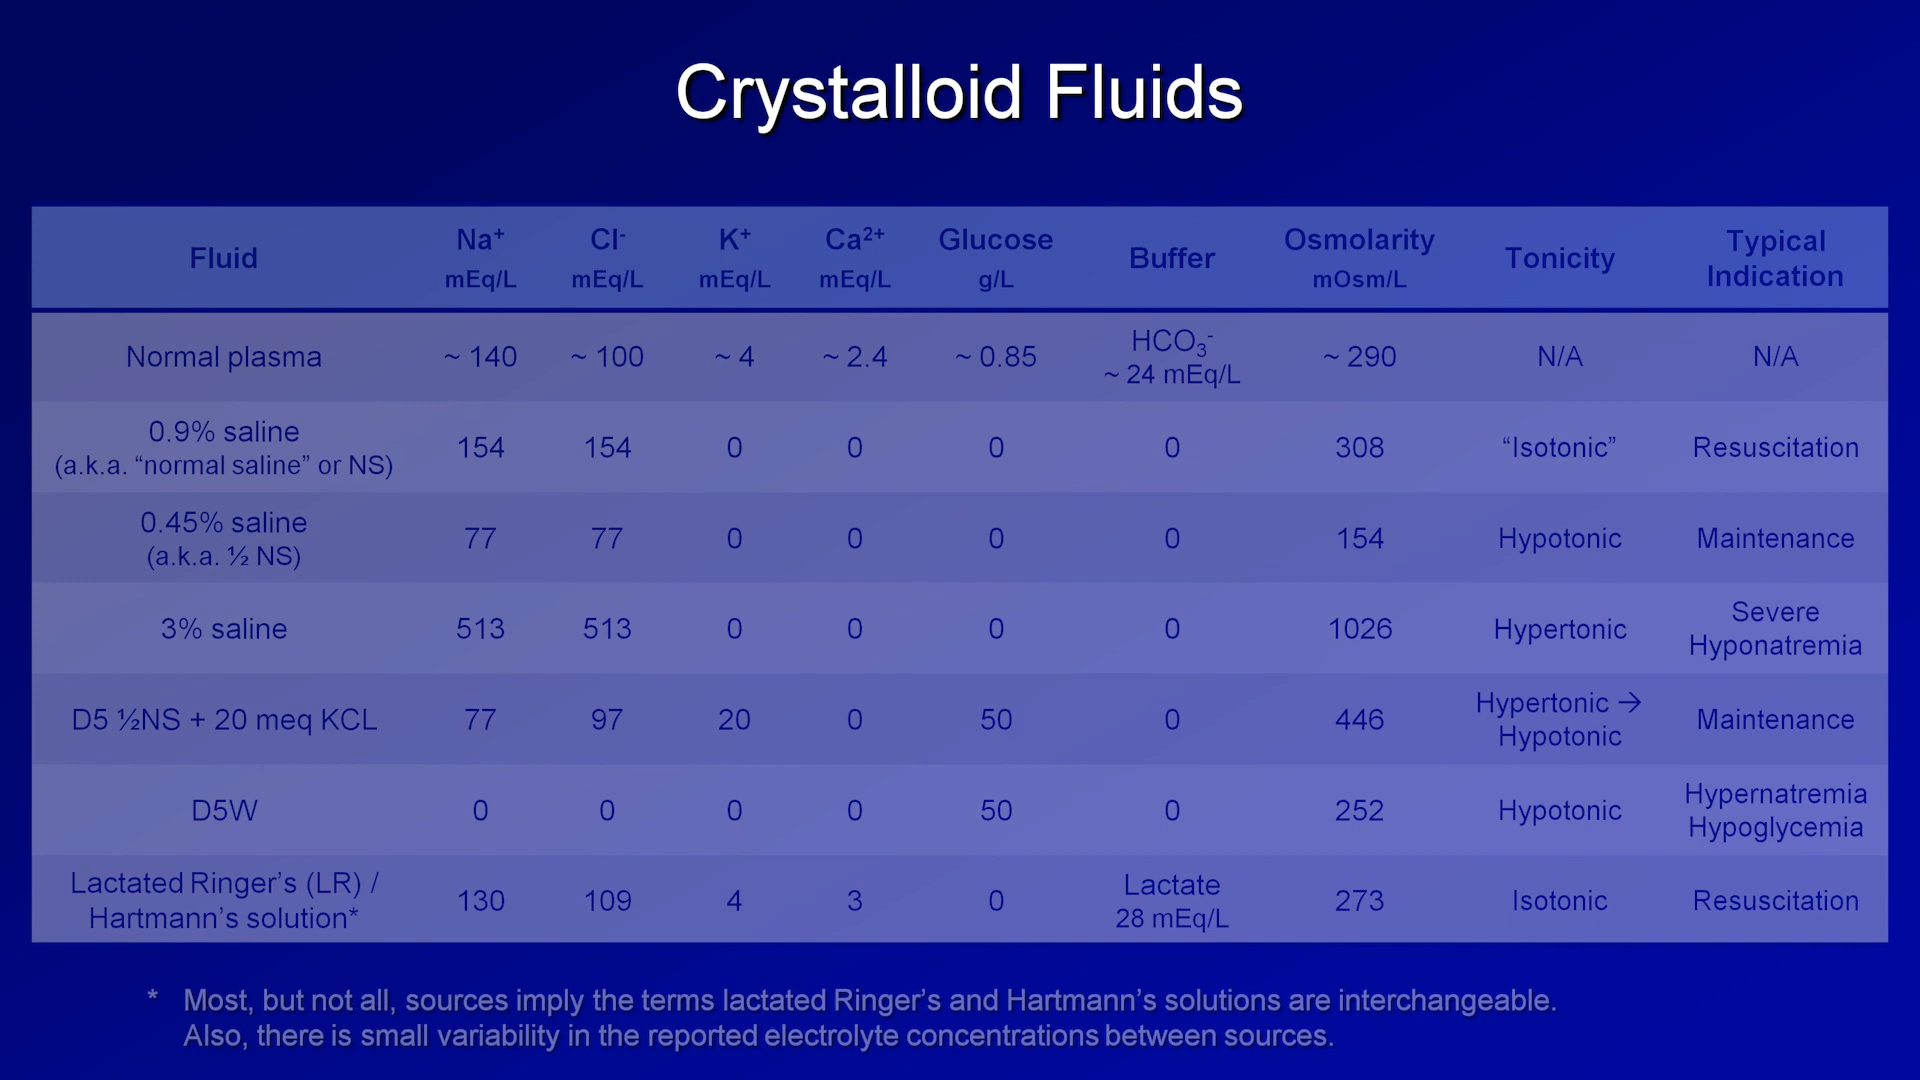 Crystalloid Fluids
Fluid Na⁺ mEq/L Cl⁻ mEq/L K⁺ mEq/L Ca²⁺ mEq/L Glucose g/L Buffer Osmolarity mOsm/L Tonicity Typical Indication
Normal plasma ~ 140 ~ 100 ~ 4 ~ 2.4 ~ 0.85 HCO₃⁻ ~ 24 mEq/L ~ 290 N/A N/A
0.9% saline (a.k.a. “normal saline” or NS) 154 154 0 0 0 0 308 “Isotonic” Resuscitation
0.45% saline (a.k.a. ½ NS) 77 77 0 0 0 0 154 Hypotonic Maintenance
3% saline 513 513 0 0 0 0 1026 Hypertonic Severe Hyponatremia
D5 ½NS + 20 meq KCL 77 97 20 0 50 0 446 Hypertonic → Hypotonic Maintenance
D5W 0 0 0 0 50 0 252 Hypotonic Hypernatremia Hypoglycemia
Lactated Ringer’s (LR) / Hartmann’s solution* 130 109 4 3 0 Lactate 28 mEq/L 273 Isotonic Resuscitation
* Most, but not all, sources imply the terms lactated Ringer’s and Hartmann’s solutions are interchangeable.
Also, there is small variability in the reported electrolyte concentrations between sources.